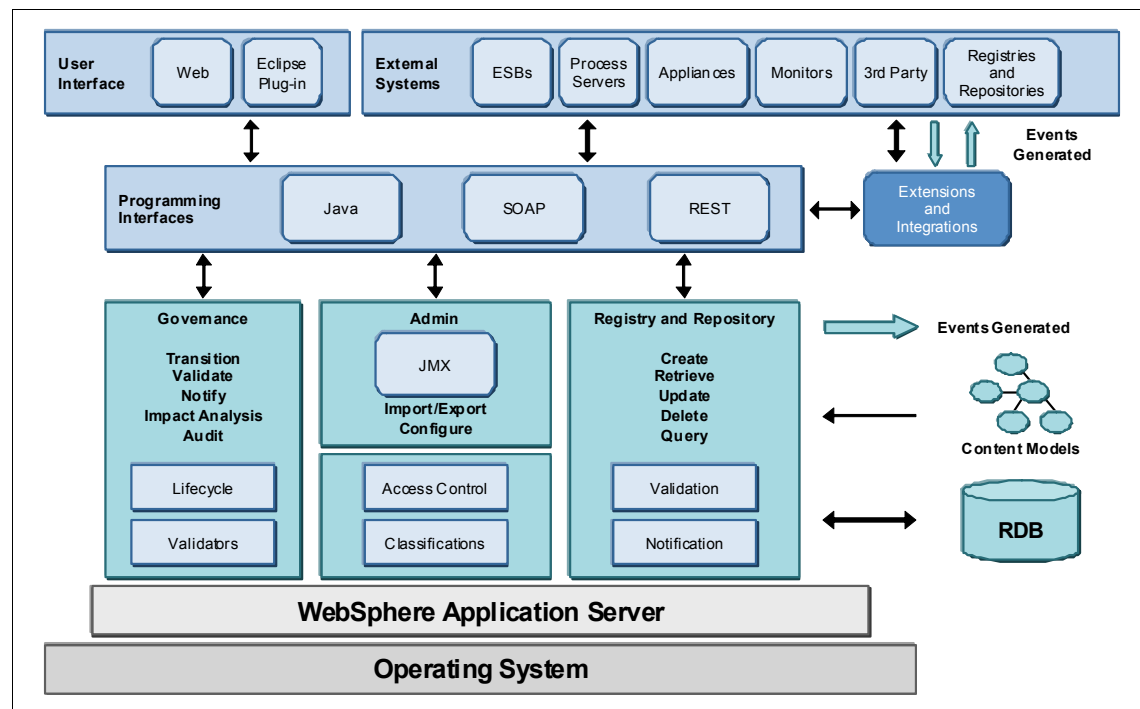 User
Interface
Web
Eclipse
Plug-in
External
Systems
ESBs
Process
Servers
Appliances
Monitors
3rd Party
Registries
and
Repositories
Events
Generated
Programming
Interfaces
Java
SOAP
REST
Extensions
and
Integrations
Governance
Transition
Validate
Notify
Impact Analysis
Audit
Lifecycle
Validators
Admin
JMX
Import/Export
Configure
Access Control
Classifications
Registry and Repository
Create
Retrieve
Update
Delete
Query
Validation
Notification
Events Generated
Content Models
RDB
WebSphere Application Server
Operating System